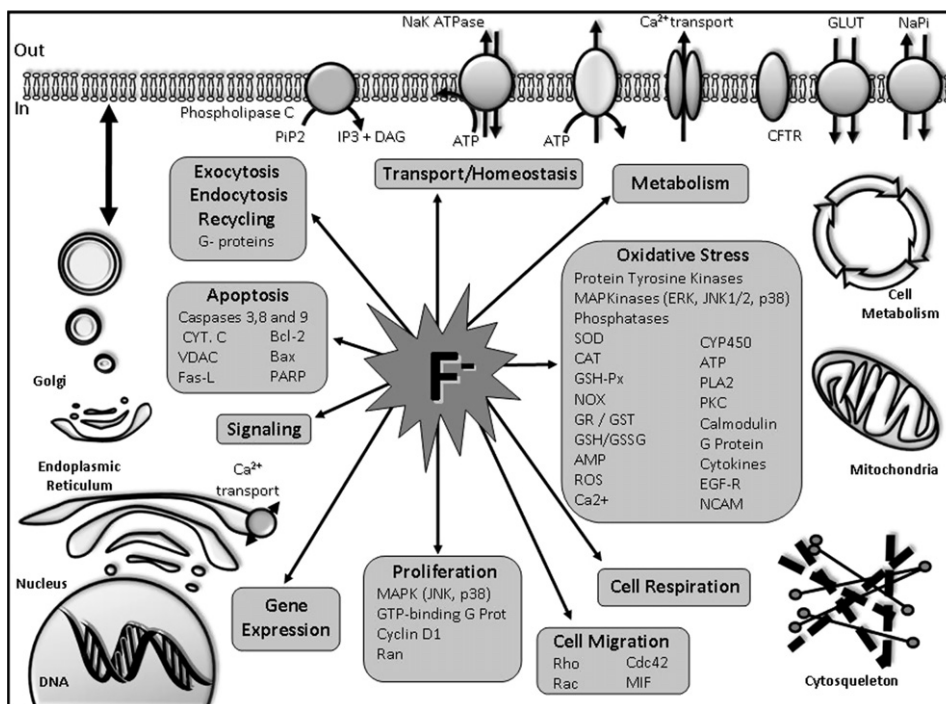 NaK ATPase
Ca²⁺transport
GLUT
NaPi
Out
In
Phospholipase C
PiP2
IP3 + DAG
ATP
ATP
CFTR
Exocytosis
Endocytosis
Recycling
G- proteins
Transport/Homeostasis
Metabolism
Oxidative Stress
Protein Tyrosine Kinases
MAPKinases (ERK, JNK1/2, p38)
Phosphatases
SOD
CAT
GSH-Px
NOX
GR / GST
GSH/GSSG
AMP
ROS
Ca2+
CYP450
ATP
PLA2
PKC
Calmodulin
G Protein
Cytokines
EGF-R
NCAM
Cell
Metabolism
Apoptosis
Caspases 3,8 and 9
CYT. C Bcl-2
VDAC Bax
Fas-L PARP
F-
Golgi
Signaling
Mitochondria
Endoplasmic
Reticulum
Ca²⁺
transport
Nucleus
DNA
Gene
Expression
Proliferation
MAPK (JNK, p38)
GTP-binding G Prot
Cyclin D1
Ran
Cell Respiration
Cell Migration
Rho Cdc42
Rac MIF
Cytosqueleton